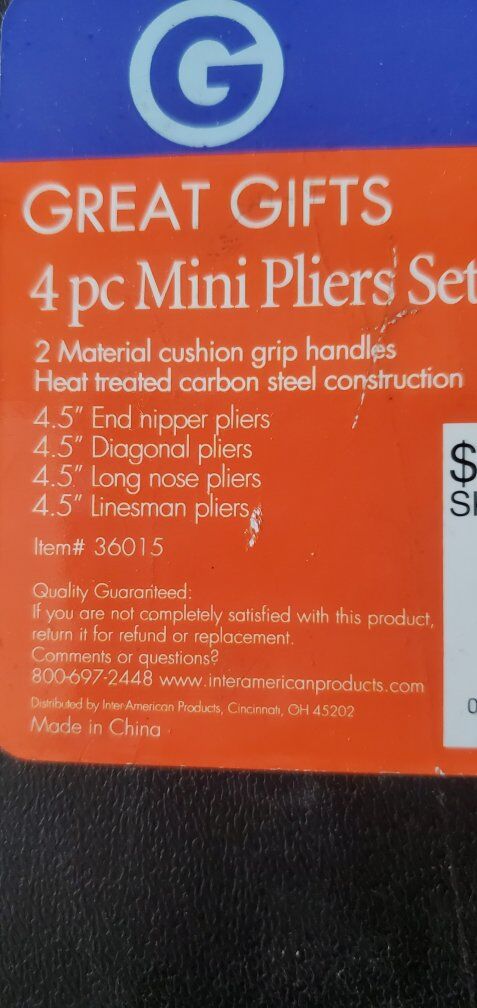 G
GREAT GIFTS
4 pc Mini Pliers Set
2 Material cushion grip handles
Heat treated carbon steel construction
4.5" End nipper pliers
4.5" Diagonal pliers
4.5" Long nose pliers
4.5" Linesman pliers
Item# 36015
$
Quality Guaranteed:
If you are not completely satisfied with this product,
return it for refund or replacement.
Comments or questions?
800-697-2448 www.interamericanproducts.com
Distributed by Inter-American Products, Cincinnati, OH 45202
Made in China